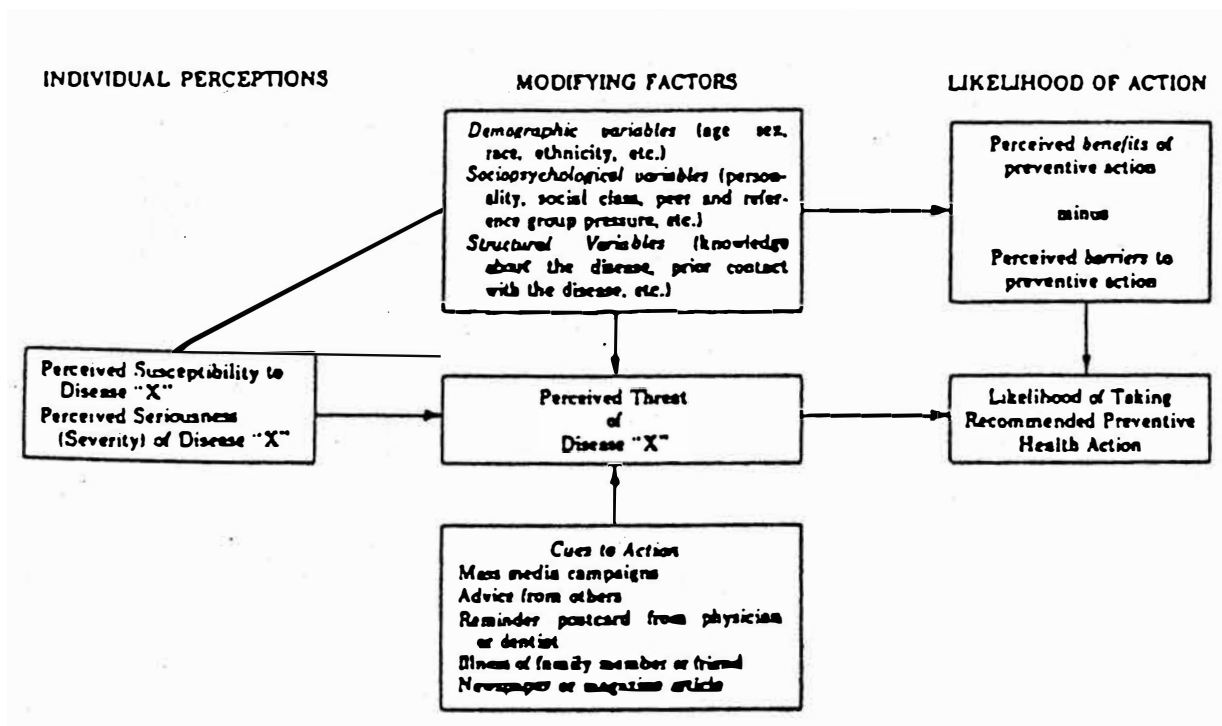 INDIVIDUAL PERCEPTIONS
MODIFYING FACTORS
LIKELIHOOD OF ACTION
Demographic variables (age sex,
race, ethnicity, etc.)
Sociopsychological variables (person-
ality, social class, peer and refer-
ence group pressure, etc.)
Structural Variables (knowledge
about the disease, prior contact
with the disease, etc.)
Perceived benefits of
preventive action
minus
Perceived barriers to
preventive action
Perceived Susceptibility to
Disease "X"
Perceived Seriousness
(Severity) of Disease "X"
Perceived Threat
of
Disease "X"
Likelihood of Taking
Recommended Preventive
Health Action
Cues to Action
Mass media campaigns
Advice from others
Reminder postcard from physician
or dentist
Illness of family member or friend
Newspaper or magazine article